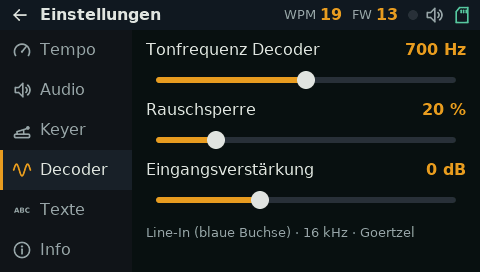 Einstellungen WPM 19 FW 13
Tempo
Audio
Keyer
Decoder
ABC Texte
Info
Tonfrequenz Decoder 700 Hz
Rauschsperre 20 %
Eingangsverstärkung 0 dB
Line-In (blaue Buchse) · 16 kHz · Goertzel